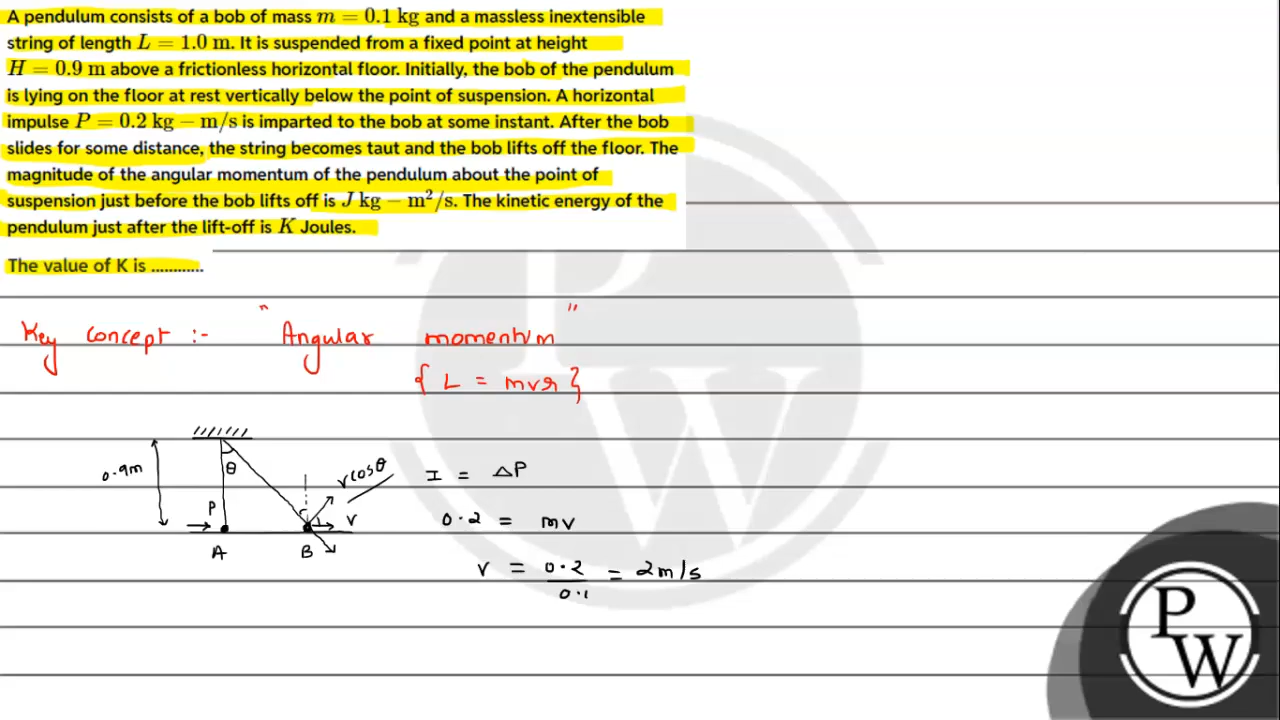 A pendulum consists of a bob of mass m = 0.1 kg and a massless inextensible
string of length L = 1.0 m. It is suspended from a fixed point at height
H = 0.9 m above a frictionless horizontal floor. Initially, the bob of the pendulum
is lying on the floor at rest vertically below the point of suspension. A horizontal
impulse P = 0.2 kg − m/s is imparted to the bob at some instant. After the bob
slides for some distance, the string becomes taut and the bob lifts off the floor. The
magnitude of the angular momentum of the pendulum about the point of
suspension just before the bob lifts off is J kg − m²/s. The kinetic energy of the
pendulum just after the lift-off is K Joules.
The value of K is ............
Key concept :- "Angular momentum"
{ L = mvr }
0.9m
θ
v cosθ
P
v
A
B
I = ΔP
0.2 = mv
v = 0.2/0.1 = 2m/s
P
W